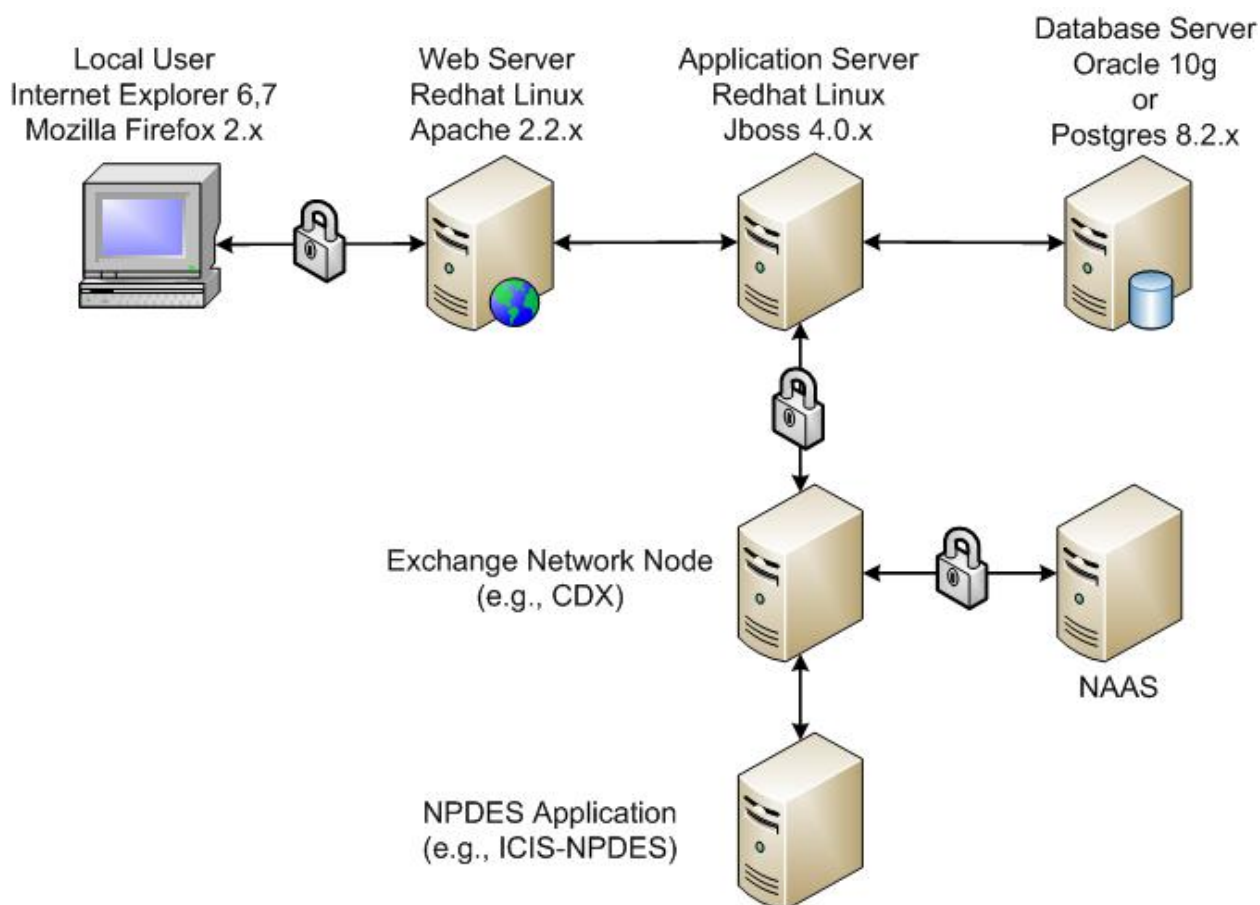 Local User
Internet Explorer 6,7
Mozilla Firefox 2.x
Web Server
Redhat Linux
Apache 2.2.x
Application Server
Redhat Linux
Jboss 4.0.x
Database Server
Oracle 10g
or
Postgres 8.2.x
Exchange Network Node
(e.g., CDX)
NAAS
NPDES Application
(e.g., ICIS-NPDES)